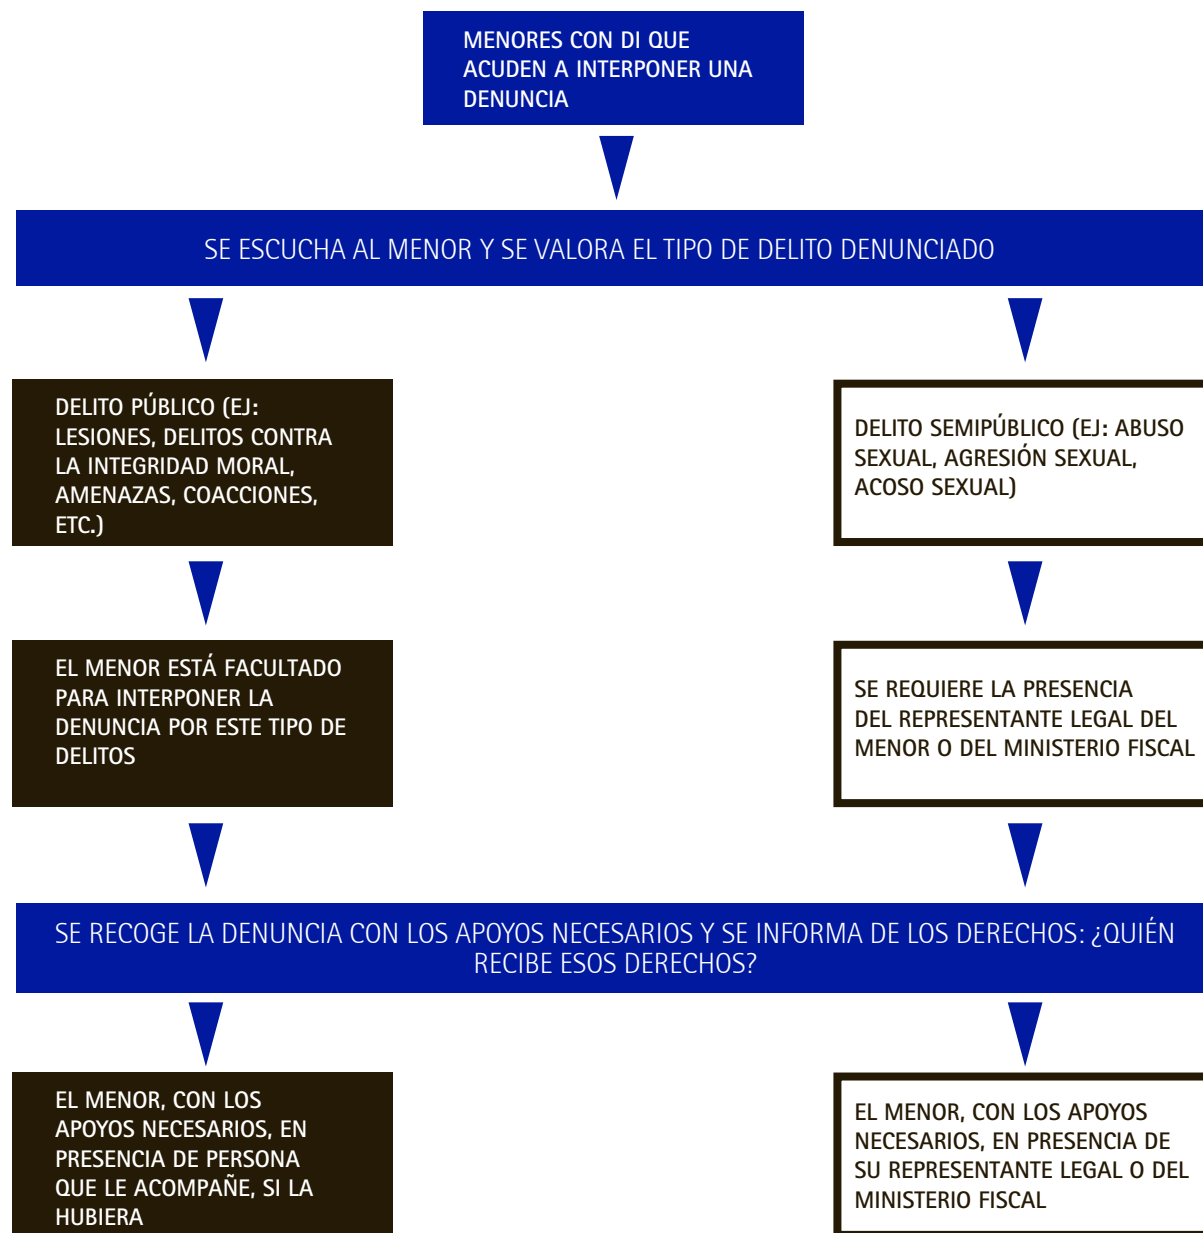 MENORES CON DI QUE
ACUDEN A INTERPONER UNA
DENUNCIA
SE ESCUCHA AL MENOR Y SE VALORA EL TIPO DE DELITO DENUNCIADO
DELITO PÚBLICO (EJ:
LESIONES, DELITOS CONTRA
LA INTEGRIDAD MORAL,
AMENAZAS, COACCIONES,
ETC.)
DELITO SEMIPÚBLICO (EJ: ABUSO
SEXUAL, AGRESIÓN SEXUAL,
ACOSO SEXUAL)
EL MENOR ESTÁ FACULTADO
PARA INTERPONER LA
DENUNCIA POR ESTE TIPO DE
DELITOS
SE REQUIERE LA PRESENCIA
DEL REPRESENTANTE LEGAL DEL
MENOR O DEL MINISTERIO FISCAL
SE RECOGE LA DENUNCIA CON LOS APOYOS NECESARIOS Y SE INFORMA DE LOS DERECHOS: ¿QUIÉN
RECIBE ESOS DERECHOS?
EL MENOR, CON LOS
APOYOS NECESARIOS, EN
PRESENCIA DE PERSONA
QUE LE ACOMPAÑE, SI LA
HUBIERA
EL MENOR, CON LOS APOYOS
NECESARIOS, EN PRESENCIA DE
SU REPRESENTANTE LEGAL O DEL
MINISTERIO FISCAL